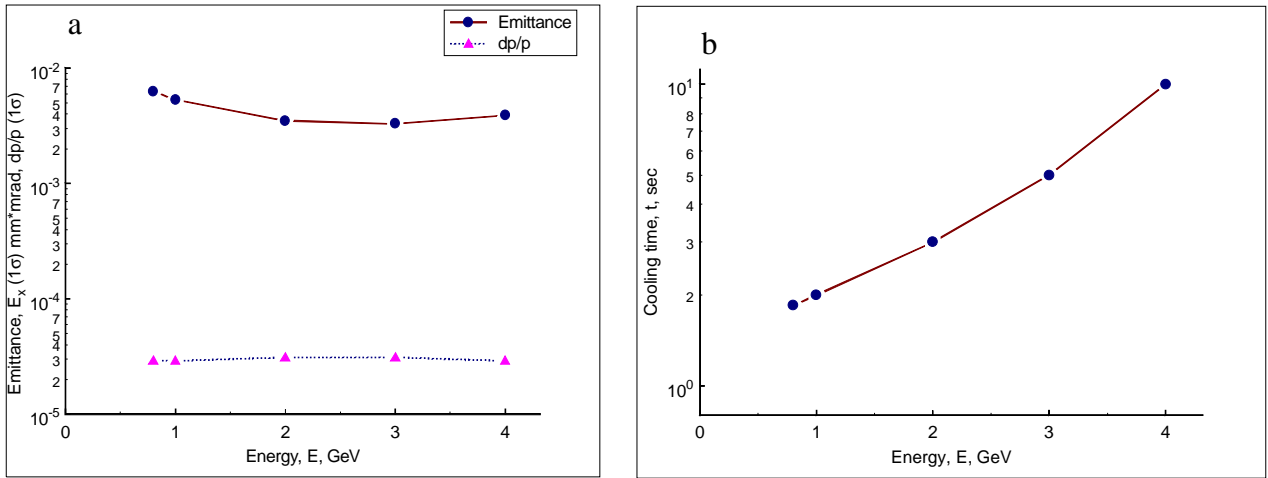 a
Emittance
dp/p
Emittance, E_x (1σ) mm*mrad, dp/p (1σ)
10^-2
7
5
4
3
2
10^-3
7
5
4
3
2
10^-4
7
5
4
3
2
10^-5
0 1 2 3 4
Energy, E, GeV
b
Cooling time, t, sec
10^1
8
7
6
5
4
3
2
10^0
0 1 2 3 4
Energy, E, GeV